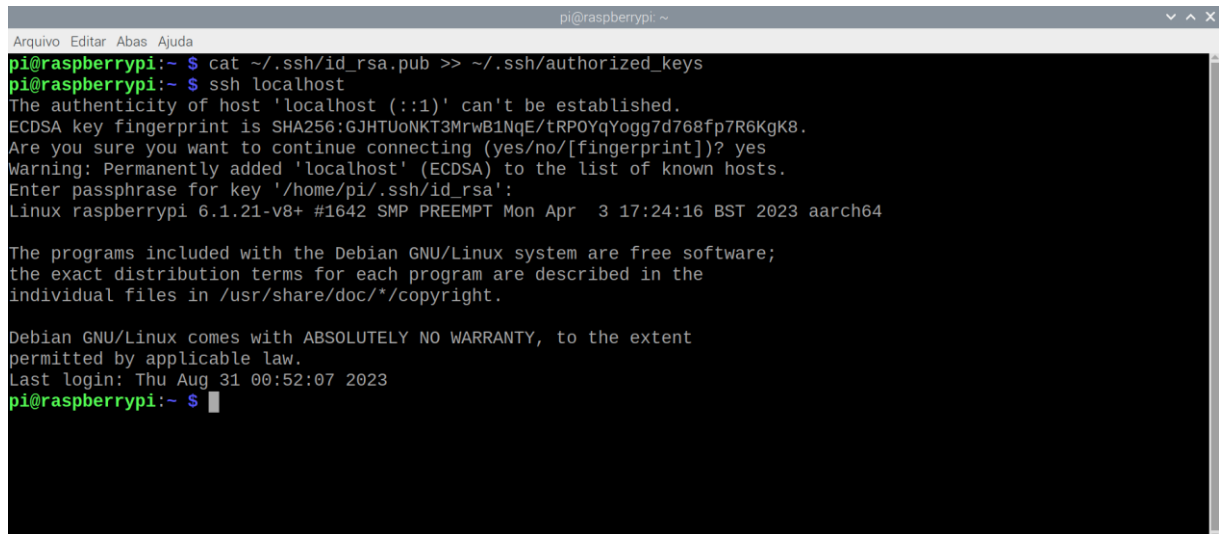 pi@raspberrypi: ~
Arquivo Editar Abas Ajuda
pi@raspberrypi:~ $ cat ~/.ssh/id_rsa.pub >> ~/.ssh/authorized_keys
pi@raspberrypi:~ $ ssh localhost
The authenticity of host 'localhost (::1)' can't be established.
ECDSA key fingerprint is SHA256:GJHTUoNKT3MrwB1NqE/tRPOYqYogg7d768fp7R6KgK8.
Are you sure you want to continue connecting (yes/no/[fingerprint])? yes
Warning: Permanently added 'localhost' (ECDSA) to the list of known hosts.
Enter passphrase for key '/home/pi/.ssh/id_rsa':
Linux raspberrypi 6.1.21-v8+ #1642 SMP PREEMPT Mon Apr  3 17:24:16 BST 2023 aarch64
The programs included with the Debian GNU/Linux system are free software;
the exact distribution terms for each program are described in the
individual files in /usr/share/doc/*/copyright.
Debian GNU/Linux comes with ABSOLUTELY NO WARRANTY, to the extent
permitted by applicable law.
Last login: Thu Aug 31 00:52:07 2023
pi@raspberrypi:~ $